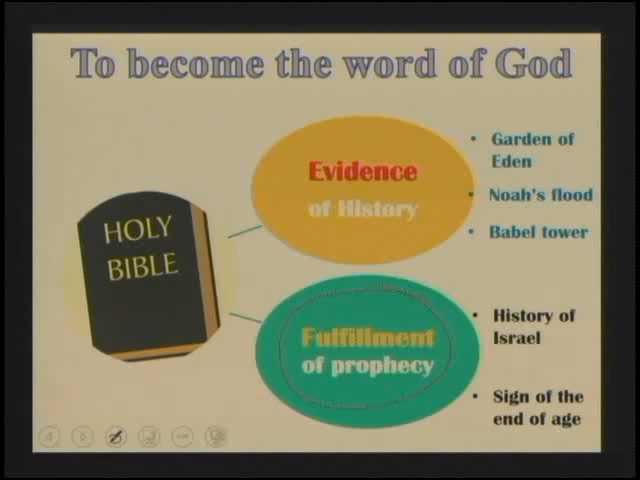 To become the word of God
HOLY
BIBLE
Evidence
of History
• Garden of
Eden
• Noah's flood
• Babel tower
Fulfillment
of prophecy
• History of
Israel
• Sign of the
end of age